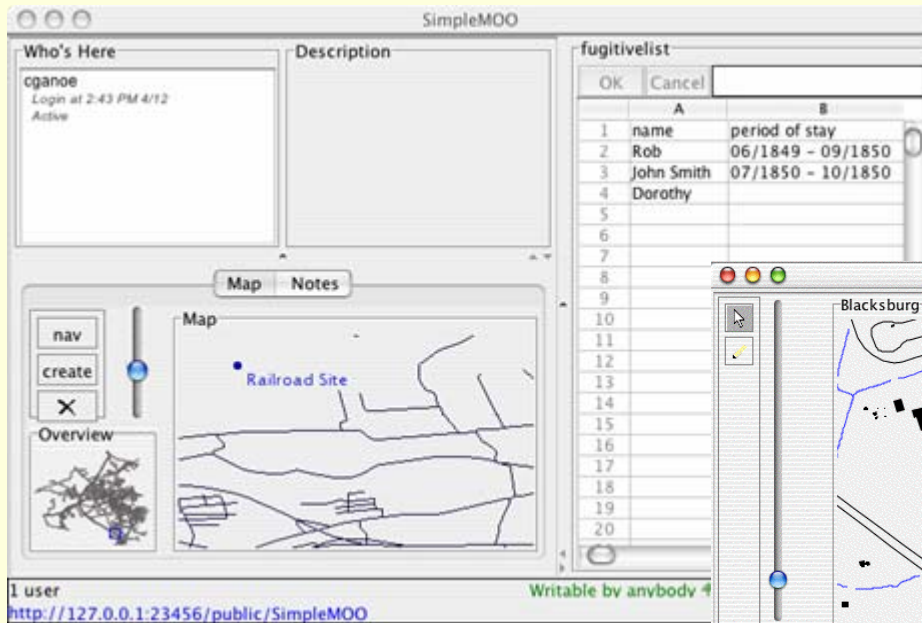 SimpleMOO
Who's Here
cganoe
Login at 2:43 PM 4/12
Active
Description
fugitivelist
OK Cancel
A B
1 name period of stay
2 Rob 06/1849 - 09/1850
3 John Smith 07/1850 - 10/1850
4 Dorothy
5
6
7
8
9
10
11
12
13
14
15
16
17
18
19
20
Map Notes
nav
create
X
Overview
Map
Railroad Site
Blacksburg
1 user
Writable by anybody
http://127.0.0.1:23456/public/SimpleMOO